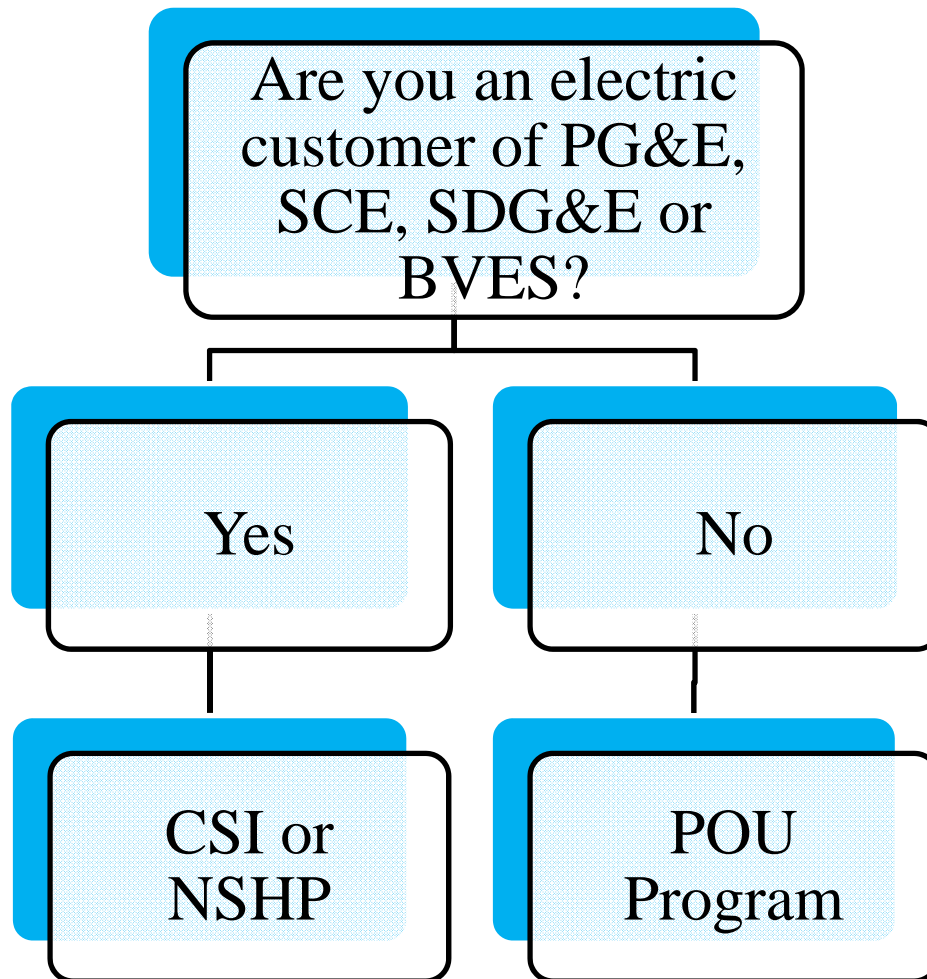 Are you an electric
customer of PG&E,
SCE, SDG&E or
BVES?
Yes
No
CSI or
NSHP
POU
Program